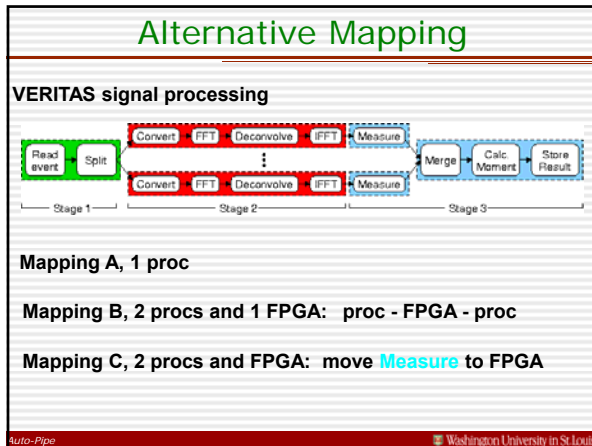 Alternative Mapping
VERITAS signal processing
Convert FFT Deconvolve IFFT Measure
Read event Split
Merge Calc. Moment Store Result
Convert FFT Deconvolve IFFT Measure
Stage 1 Stage 2 Stage 3
Mapping A, 1 proc
Mapping B, 2 procs and 1 FPGA: proc - FPGA - proc
Mapping C, 2 procs and FPGA: move Measure to FPGA
Auto-Pipe
Washington University in St.Louis